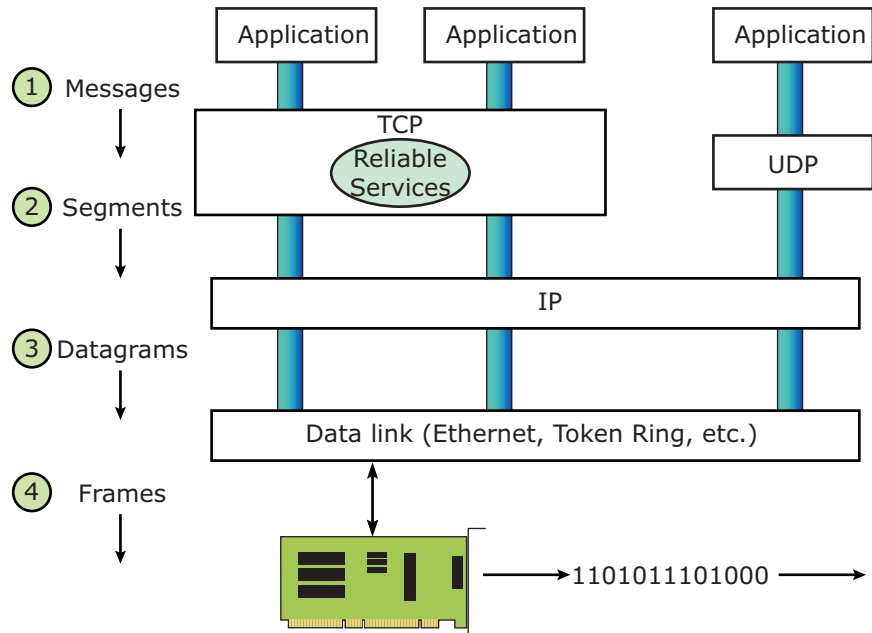 Application
Application
Application
1 Messages
TCP
Reliable
Services
UDP
2 Segments
IP
3 Datagrams
Data link (Ethernet, Token Ring, etc.)
4 Frames
1101011101000